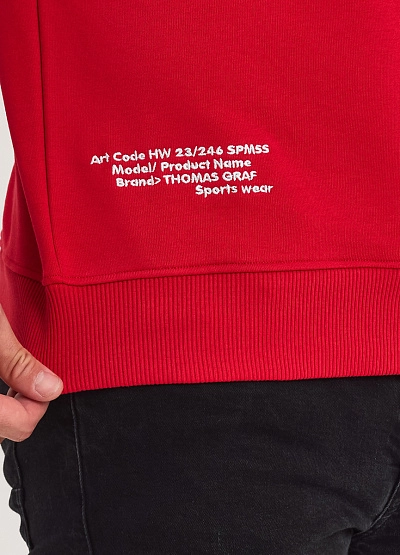 Art Code HW 23/246 SPMSS
Model/ Product Name
Brand> THOMAS GRAF
Sports wear